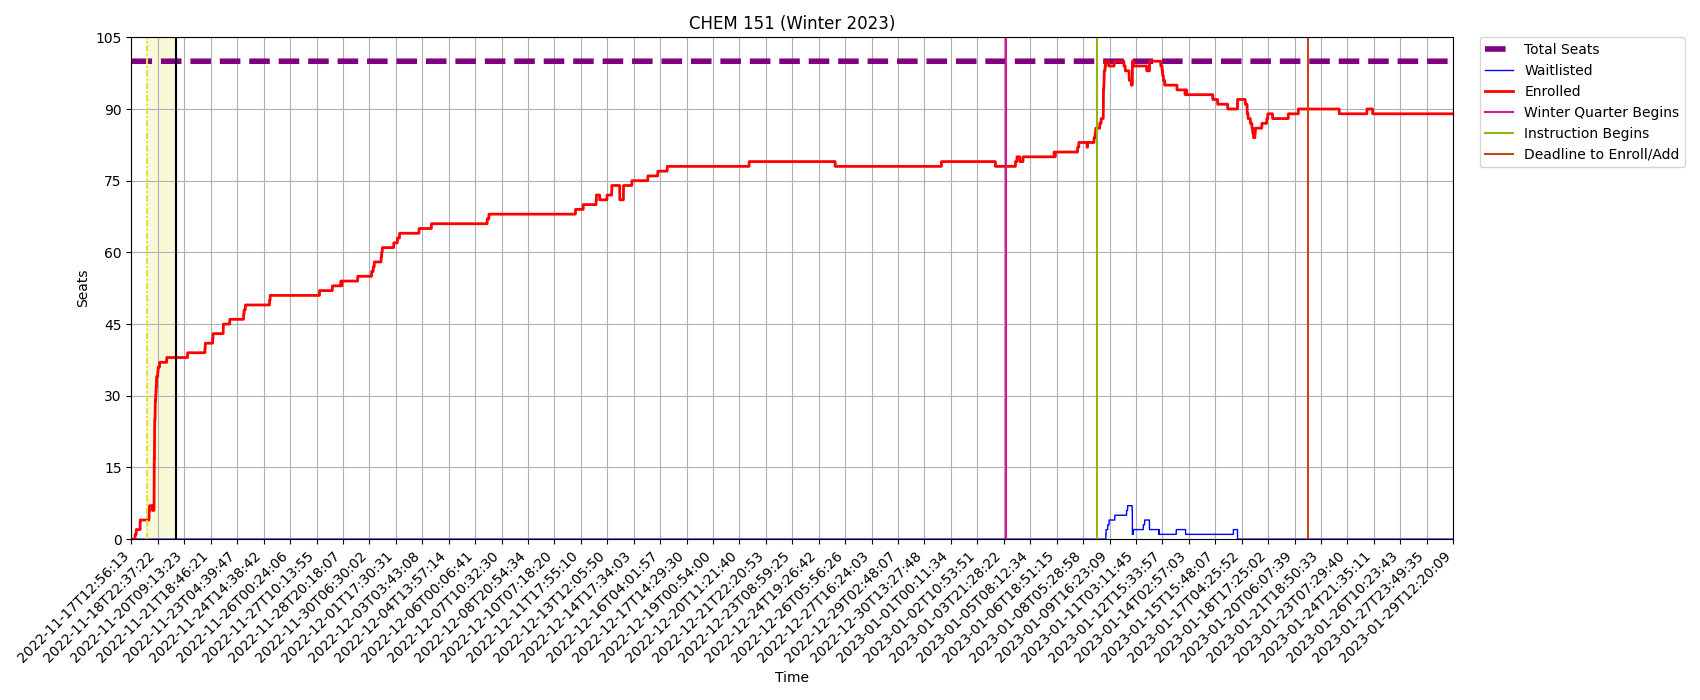 CHEM 151 (Winter 2023)
105
90
75
60
45
30
15
0
Seats
Total Seats
Waitlisted
Enrolled
Winter Quarter Begins
Instruction Begins
Deadline to Enroll/Add
2022-11-17T12:56:13
2022-11-18T22:37:22
2022-11-20T09:13:23
2022-11-21T18:46:21
2022-11-23T04:39:47
2022-11-24T14:38:42
2022-11-26T00:24:06
2022-11-27T10:13:55
2022-11-28T20:18:07
2022-11-30T06:30:02
2022-12-01T17:30:31
2022-12-03T03:43:08
2022-12-04T13:57:14
2022-12-06T00:06:41
2022-12-07T10:32:30
2022-12-08T20:54:34
2022-12-10T07:18:20
2022-12-11T17:55:10
2022-12-13T12:05:50
2022-12-14T17:34:03
2022-12-16T04:01:57
2022-12-17T14:29:30
2022-12-19T00:54:00
2022-12-20T11:21:40
2022-12-21T22:20:53
2022-12-23T08:59:25
2022-12-24T19:26:42
2022-12-26T05:56:26
2022-12-27T16:24:03
2022-12-29T02:48:07
2022-12-30T13:27:48
2023-01-01T00:11:34
2023-01-02T10:53:51
2023-01-03T21:28:22
2023-01-05T08:12:34
2023-01-06T18:51:15
2023-01-08T05:28:58
2023-01-09T16:23:09
2023-01-11T03:11:45
2023-01-12T15:33:57
2023-01-14T02:57:03
2023-01-15T15:48:07
2023-01-17T04:25:52
2023-01-18T17:25:02
2023-01-20T06:07:39
2023-01-21T18:50:33
2023-01-23T07:29:40
2023-01-24T21:35:11
2023-01-26T10:23:43
2023-01-27T23:49:35
2023-01-29T12:20:09
Time